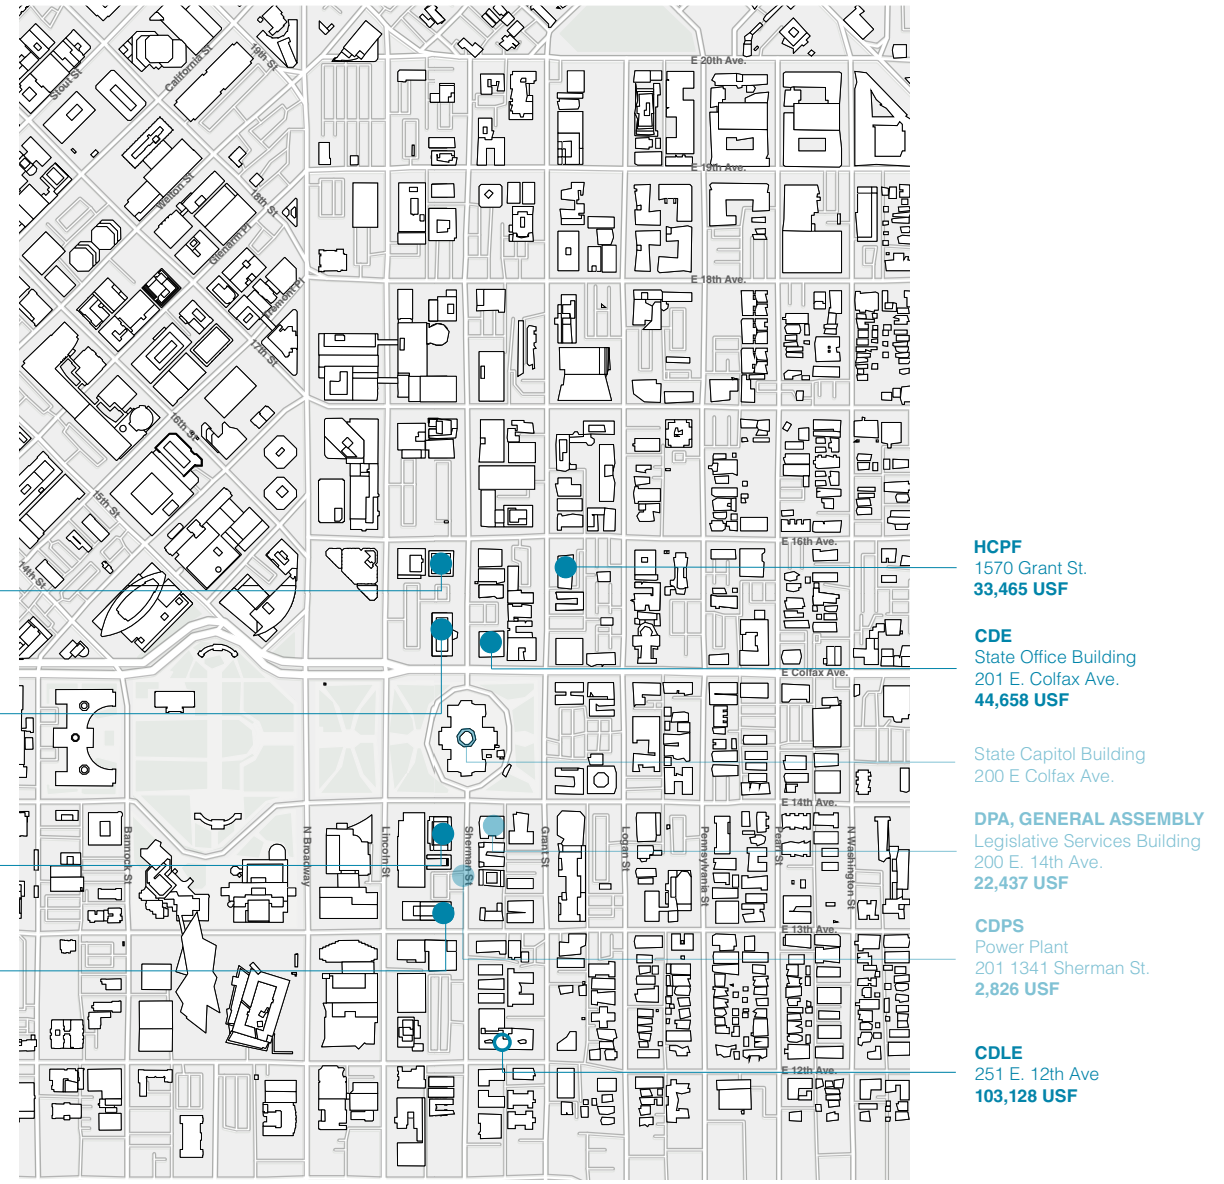 E 20th Ave.
19th St
California St
Stout St
E 19th Ave.
Welton St
18th St
Glenarm Pl
E 18th Ave.
Tremont Pl
17th St
16th St
15th St
E 16th Ave.
14th St
HCPF
1570 Grant St.
33,465 USF
CDE
State Office Building
201 E. Colfax Ave.
44,658 USF
E Colfax Ave.
State Capitol Building
200 E Colfax Ave.
E 14th Ave.
DPA, GENERAL ASSEMBLY
Legislative Services Building
200 E. 14th Ave.
22,437 USF
Bannock St
N Broadway
Lincoln St
Sherman St
Grant St
Logan St
Pennsylvania St
Pearl St
N Washington St
E 13th Ave.
CDPS
Power Plant
201 1341 Sherman St.
2,826 USF
CDLE
251 E. 12th Ave
103,128 USF
E 12th Ave.